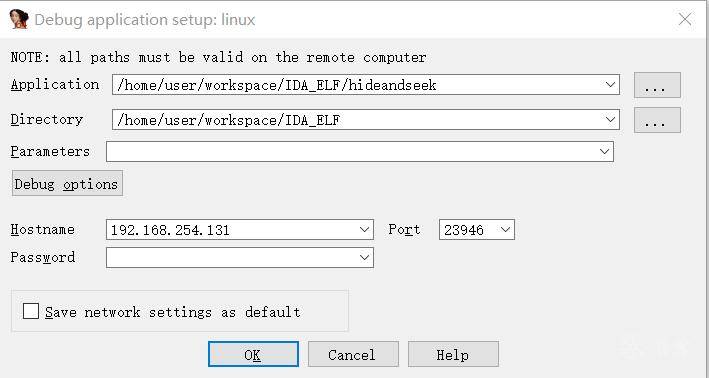 Debug application setup: linux
NOTE: all paths must be valid on the remote computer
Application /home/user/workspace/IDA_ELF/hideandseek ...
Directory /home/user/workspace/IDA_ELF ...
Parameters
Debug options
Hostname 192.168.254.131 Port 23946
Password
Save network settings as default
OK Cancel Help